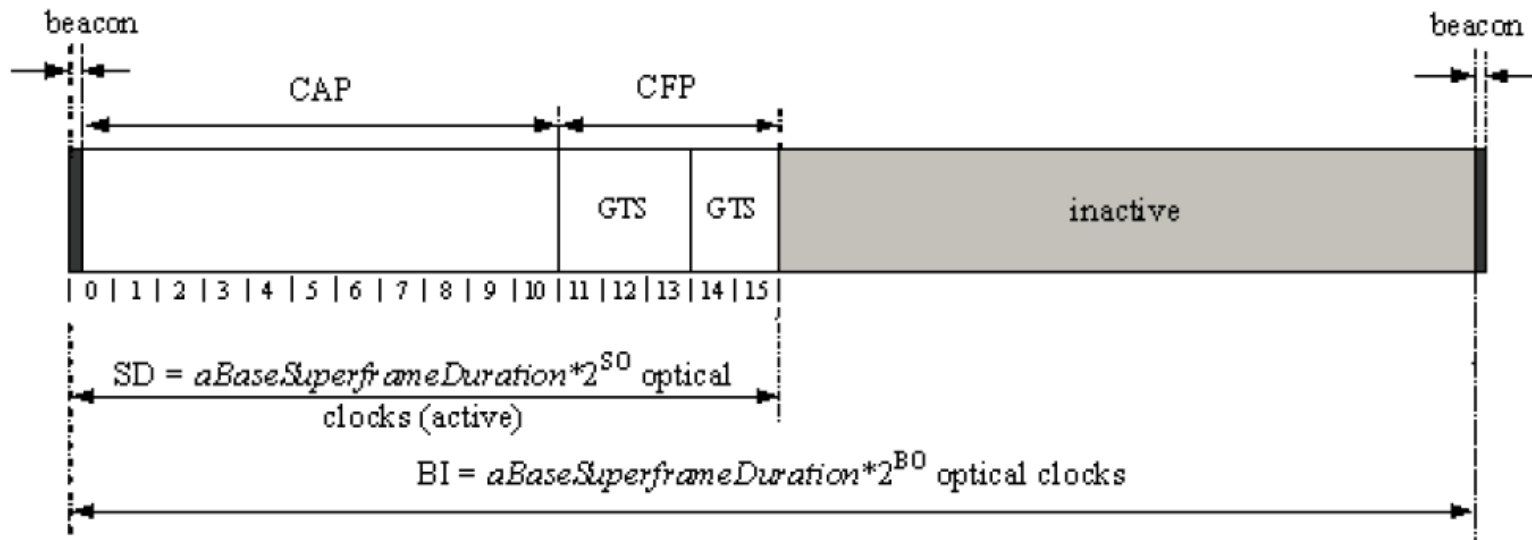 beacon
beacon
CAP
CFP
GTS
GTS
inactive
| 0 | 1 | 2 | 3 | 4 | 5 | 6 | 7 | 8 | 9 | 10 | 11 | 12 | 13 | 14 | 15 |
SD = aBaseSuperframeDuration*2^SO optical
clocks (active)
BI = aBaseSuperframeDuration*2^BO optical clocks